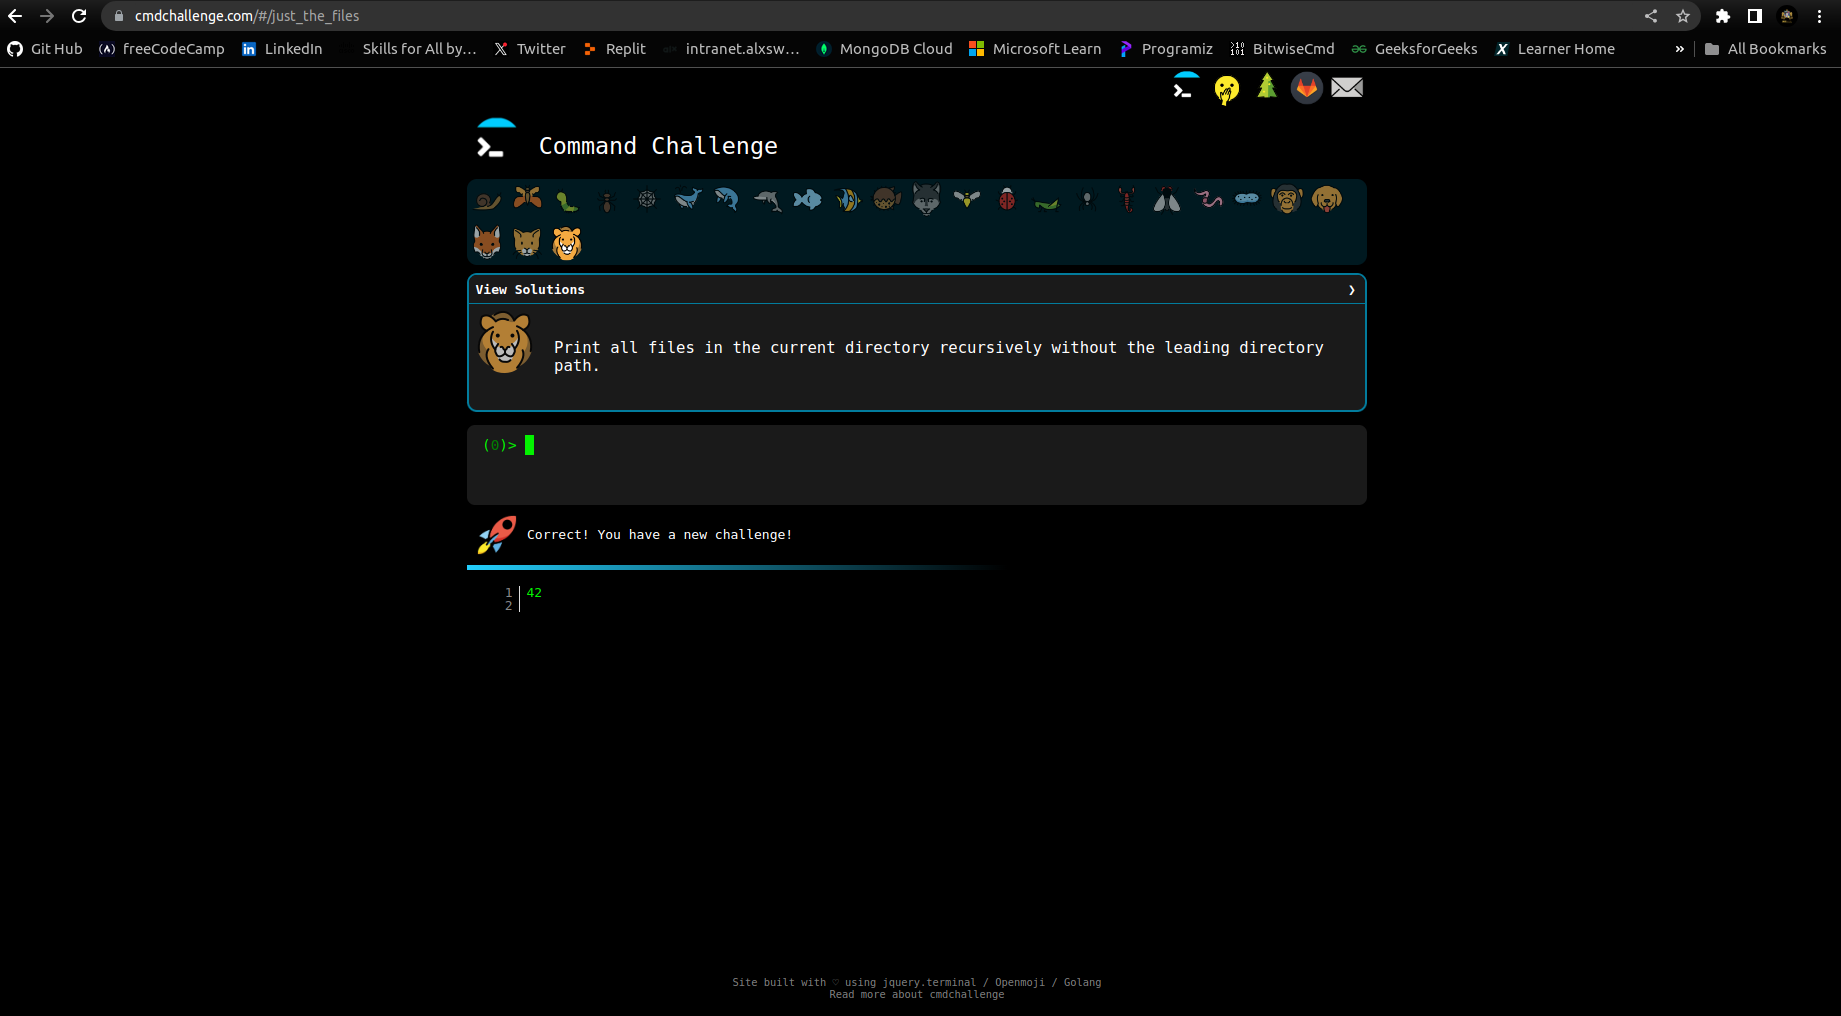 cmdchallenge.com/#/just_the_files
Git Hub freeCodeCamp LinkedIn Skills for All by... Twitter Replit intranet.alxsw... MongoDB Cloud Microsoft Learn Programiz BitwiseCmd GeeksforGeeks Learner Home » All Bookmarks
Command Challenge
View Solutions ❯
Print all files in the current directory recursively without the leading directory
path.
(0)>
Correct! You have a new challenge!
1 42
2
Site built with ♡ using jquery.terminal / Openmoji / Golang
Read more about cmdchallenge